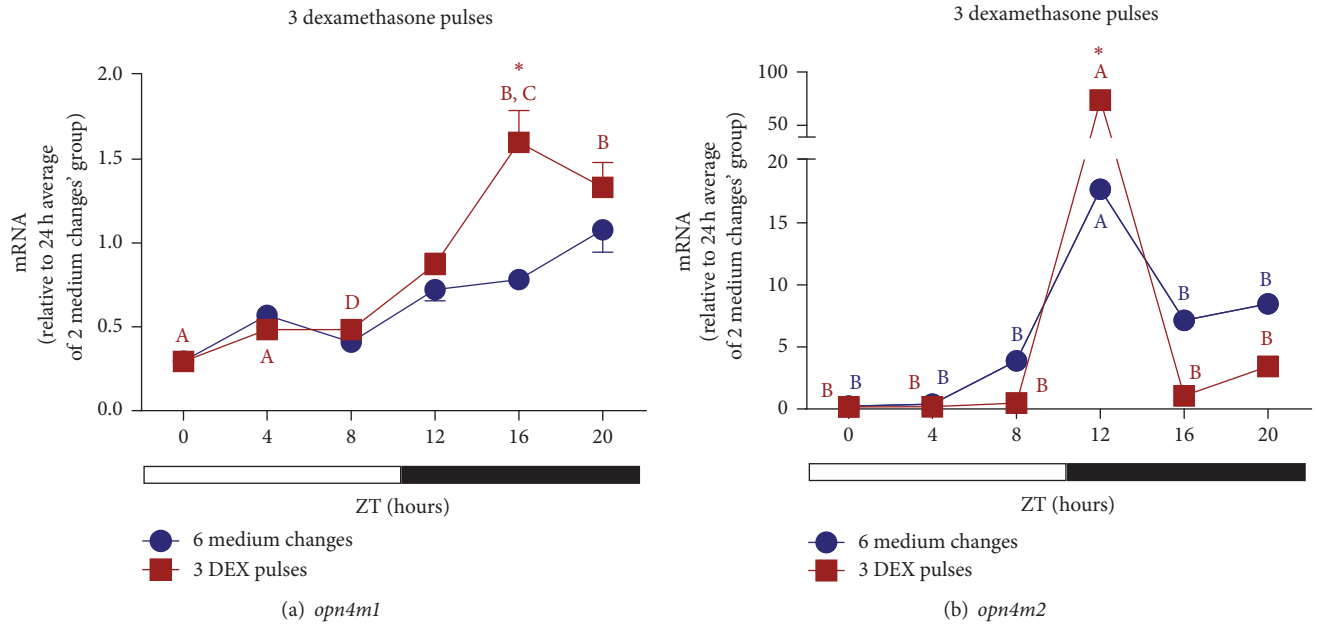 3 dexamethasone pulses
mRNA
(relative to 24 h average
of 2 medium changes' group)
2.0
1.5
1.0
0.5
0.0
*
B, C
B
A
A
D
0 4 8 12 16 20
ZT (hours)
6 medium changes
3 DEX pulses
(a) opn4m1
3 dexamethasone pulses
mRNA
(relative to 24 h average
of 2 medium changes' group)
100
50
20
15
10
5
0
*
A
A
B B
B B
B
B
B
B
B
B
0 4 8 12 16 20
ZT (hours)
6 medium changes
3 DEX pulses
(b) opn4m2